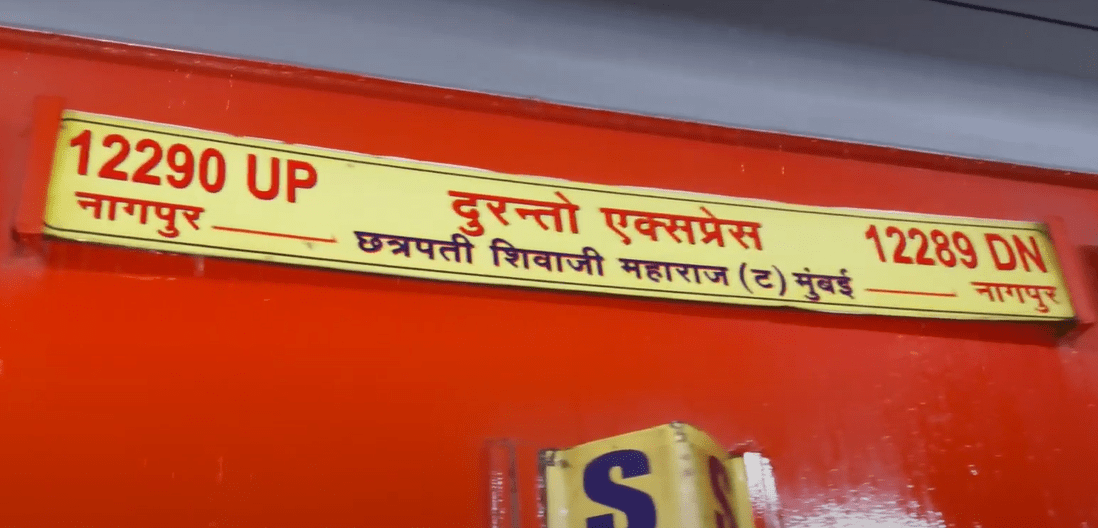 12290 UP दुरन्तो एक्सप्रेस 12289 DN
नागपुर छत्रपती शिवाजी महाराज (ट) मुंबई नागपुर
S S